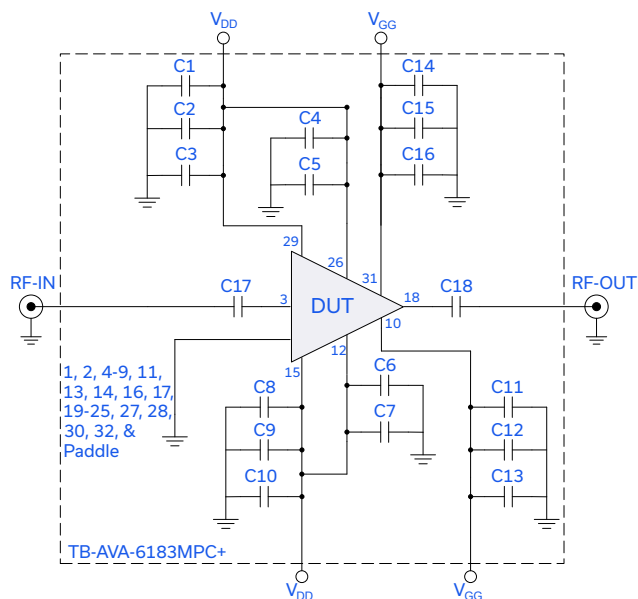 VDD
VGG
C1
C14
C2
C4
C15
C3
C5
C16
29
26
31
RF-IN
C17
3
DUT
18
C18
RF-OUT
10
12
15
1, 2, 4-9, 11,
13, 14, 16, 17,
19-25, 27, 28,
30, 32, &
Paddle
C6
C8
C11
C7
C9
C12
C10
C13
TB-AVA-6183MPC+
VDD
VGG